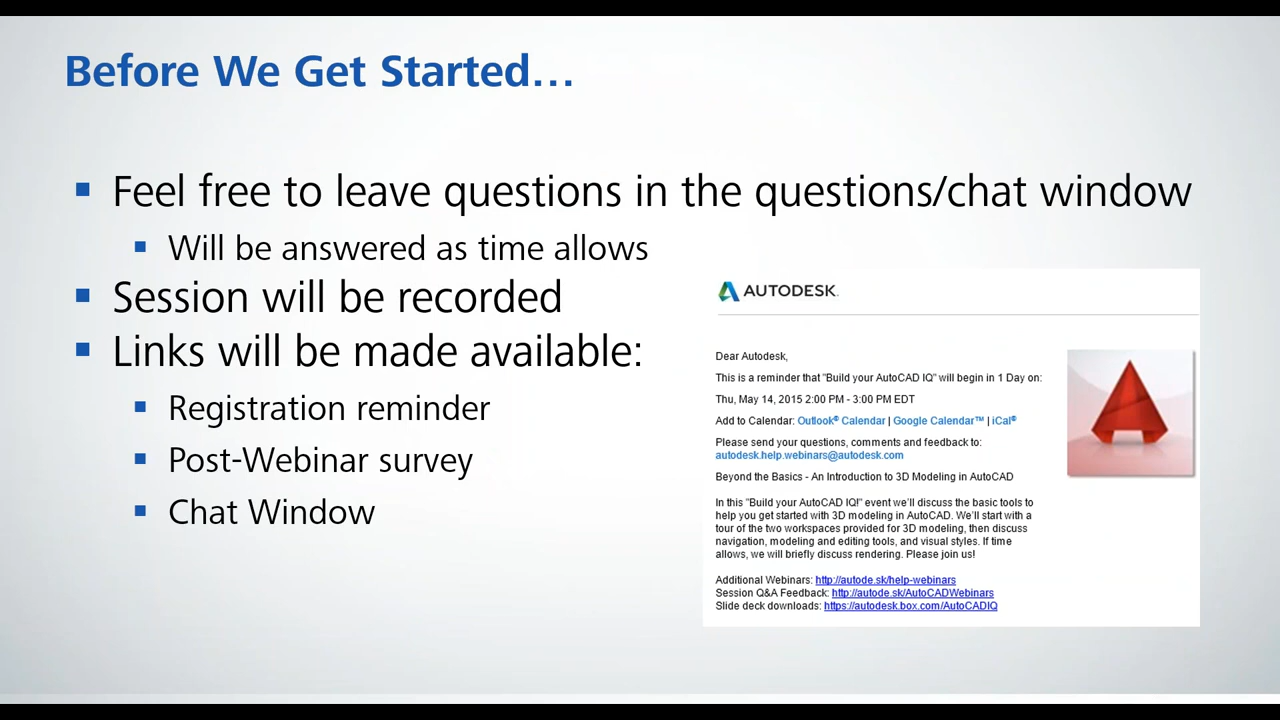 Before We Get Started…
Feel free to leave questions in the questions/chat window
Will be answered as time allows
Session will be recorded
Links will be made available:
Registration reminder
Post-Webinar survey
Chat Window
AUTODESK.
Dear Autodesk,
This is a reminder that "Build your AutoCAD IQ" will begin in 1 Day on:
Thu, May 14, 2015 2:00 PM - 3:00 PM EDT
Add to Calendar: Outlook® Calendar | Google Calendar™ | iCal®
Please send your questions, comments and feedback to:
autodesk.help.webinars@autodesk.com
Beyond the Basics - An Introduction to 3D Modeling in AutoCAD
In this "Build your AutoCAD IQ!" event we'll discuss the basic tools to
help you get started with 3D modeling in AutoCAD. We'll start with a
tour of the two workspaces provided for 3D modeling, then discuss
navigation, modeling and editing tools, and visual styles. If time
allows, we will briefly discuss rendering. Please join us!
Additional Webinars: http://autode.sk/help-webinars
Session Q&A Feedback: http://autode.sk/AutoCADWebinars
Slide deck downloads: https://autodesk.box.com/AutoCADIQ